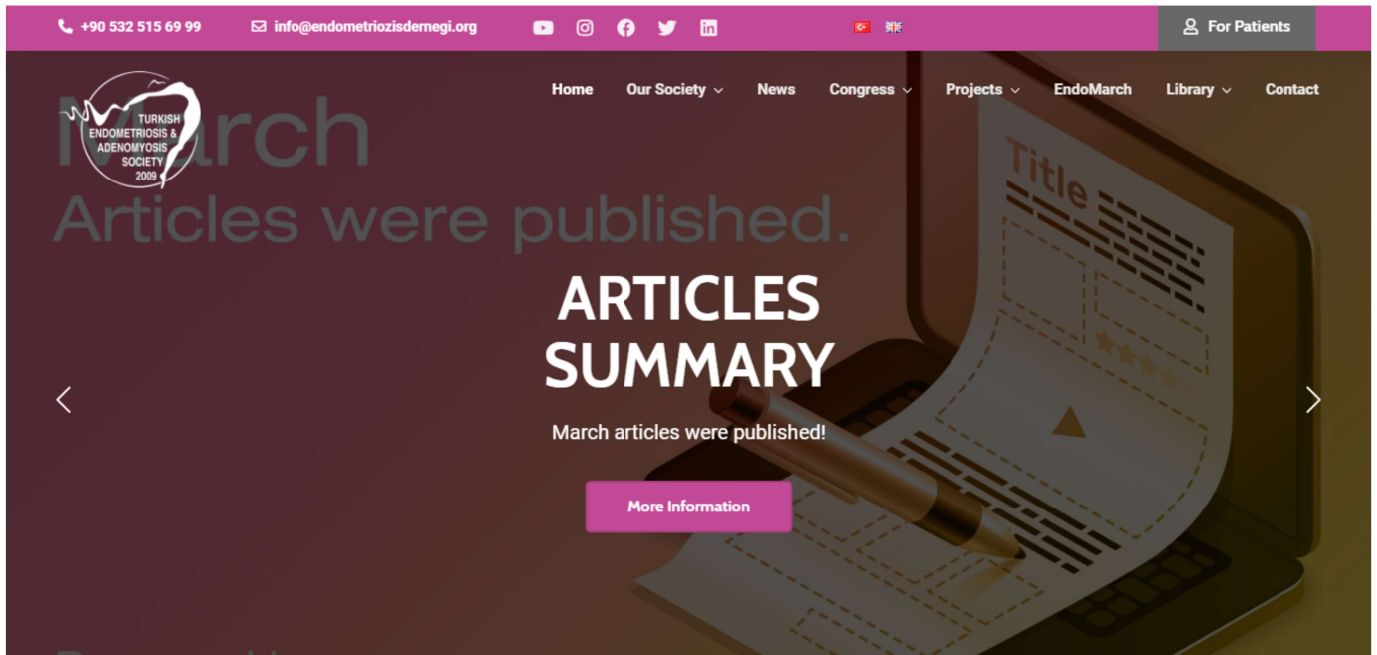 +90 532 515 69 99 info@endometriozisdernegi.org For Patients
Home Our Society News Congress Projects EndoMarch Library Contact
TURKISH
ENDOMETRIOSIS &
ADENOMYOSIS
SOCIETY
2009
March
Articles were published.
Title
ARTICLES
SUMMARY
March articles were published!
More Information